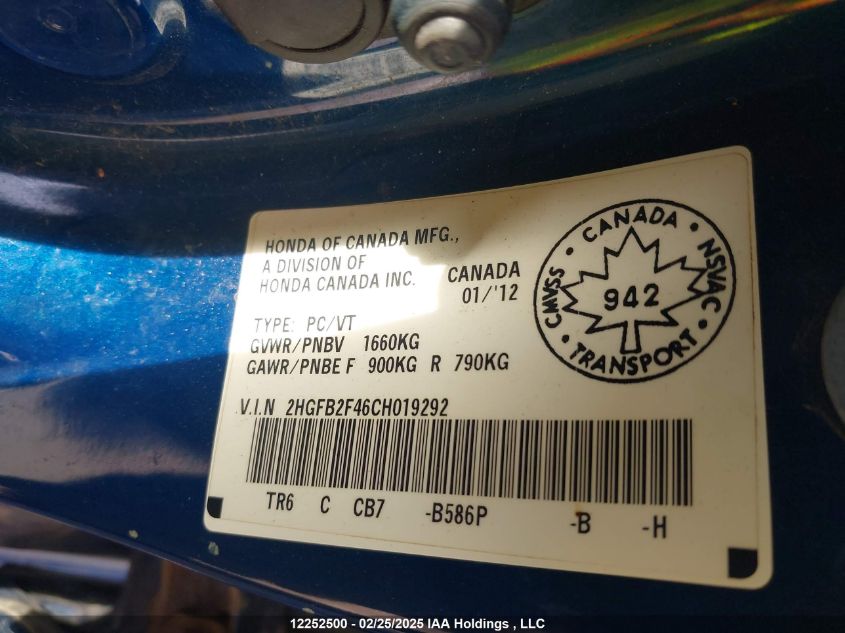 HONDA OF CANADA MFG.,
A DIVISION OF
HONDA CANADA INC.
CANADA
01/'12
TYPE: PC/VT
GVWR/PNBV 1660KG
GAWR/PNBE F 900KG R 790KG
V.I.N 2HGFB2F46CH019292
TR6 C CB7 -B586P -B -H
CMVSS · CANADA · NSVAC · TRANSPORT ·
942
12252500 - 02/25/2025 IAA Holdings , LLC